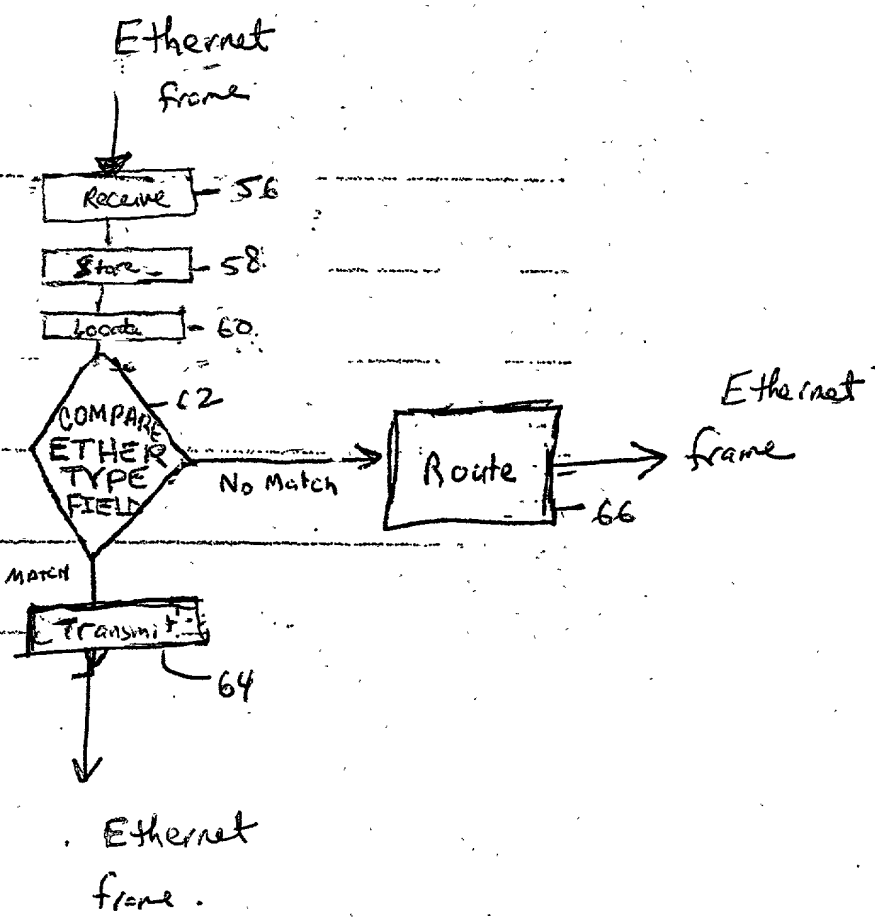 Ethernet
frame
Receive 56
Store 58
Locate 60
62
COMPARE
ETHER
TYPE
FIELD
No Match
Route
66
Ethernet
frame
MATCH
Transmit
64
Ethernet
frame